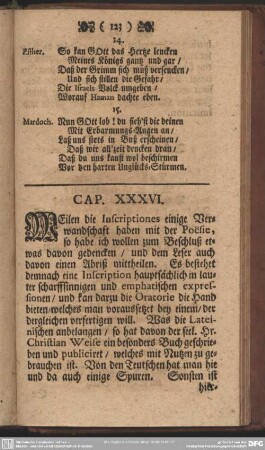 ( 123 )
24.
Esther. So kan GOtt das Hertze lencken
Meines Königs gantz und gar/
Daß der Grimm sich muß versencken/
Und sich stillen die Gefahr/
Die Israels Volck umgeben/
Worauf Haman dachte eben.
25.
Mardoch. Nun GOtt lob! du sieh'st die deinen
Mit Erbarmungs-Augen an/
Laß uns stets in Buß erscheinen/
Daß wir all'zeit dencken dran/
Daß du uns kanst wol beschirmen
Vor den harten Unglücks-Stürmen.
CAP. XXXVI.
WEilen die Inscriptiones einige Ver
wandschaft haben mit der Poësie,
so habe ich wollen zum Beschluß et-
was davon gedencken / und dem Leser auch
davon einen Abriß mittheilen. Es bestehet
demnach eine Inscription hauptsächlich in lau
ter scharffsinnigen und emphatischen expres-
sionen/ und kan darzu die Oratorie die Hand
bieten/welches man voraussetzet bey einem/der
dergleichen verfertigen will. Was die Latei-
nischen anbelangen / so hat davon der seel. Hr.
Christian Weise ein besonders Buch geschrie-
ben und publiciret / welches mit Nutzen zu ge-
brauchen ist. Von den Teutschen hat man hie
und da auch einige Spuren. Sonsten ist
hier-